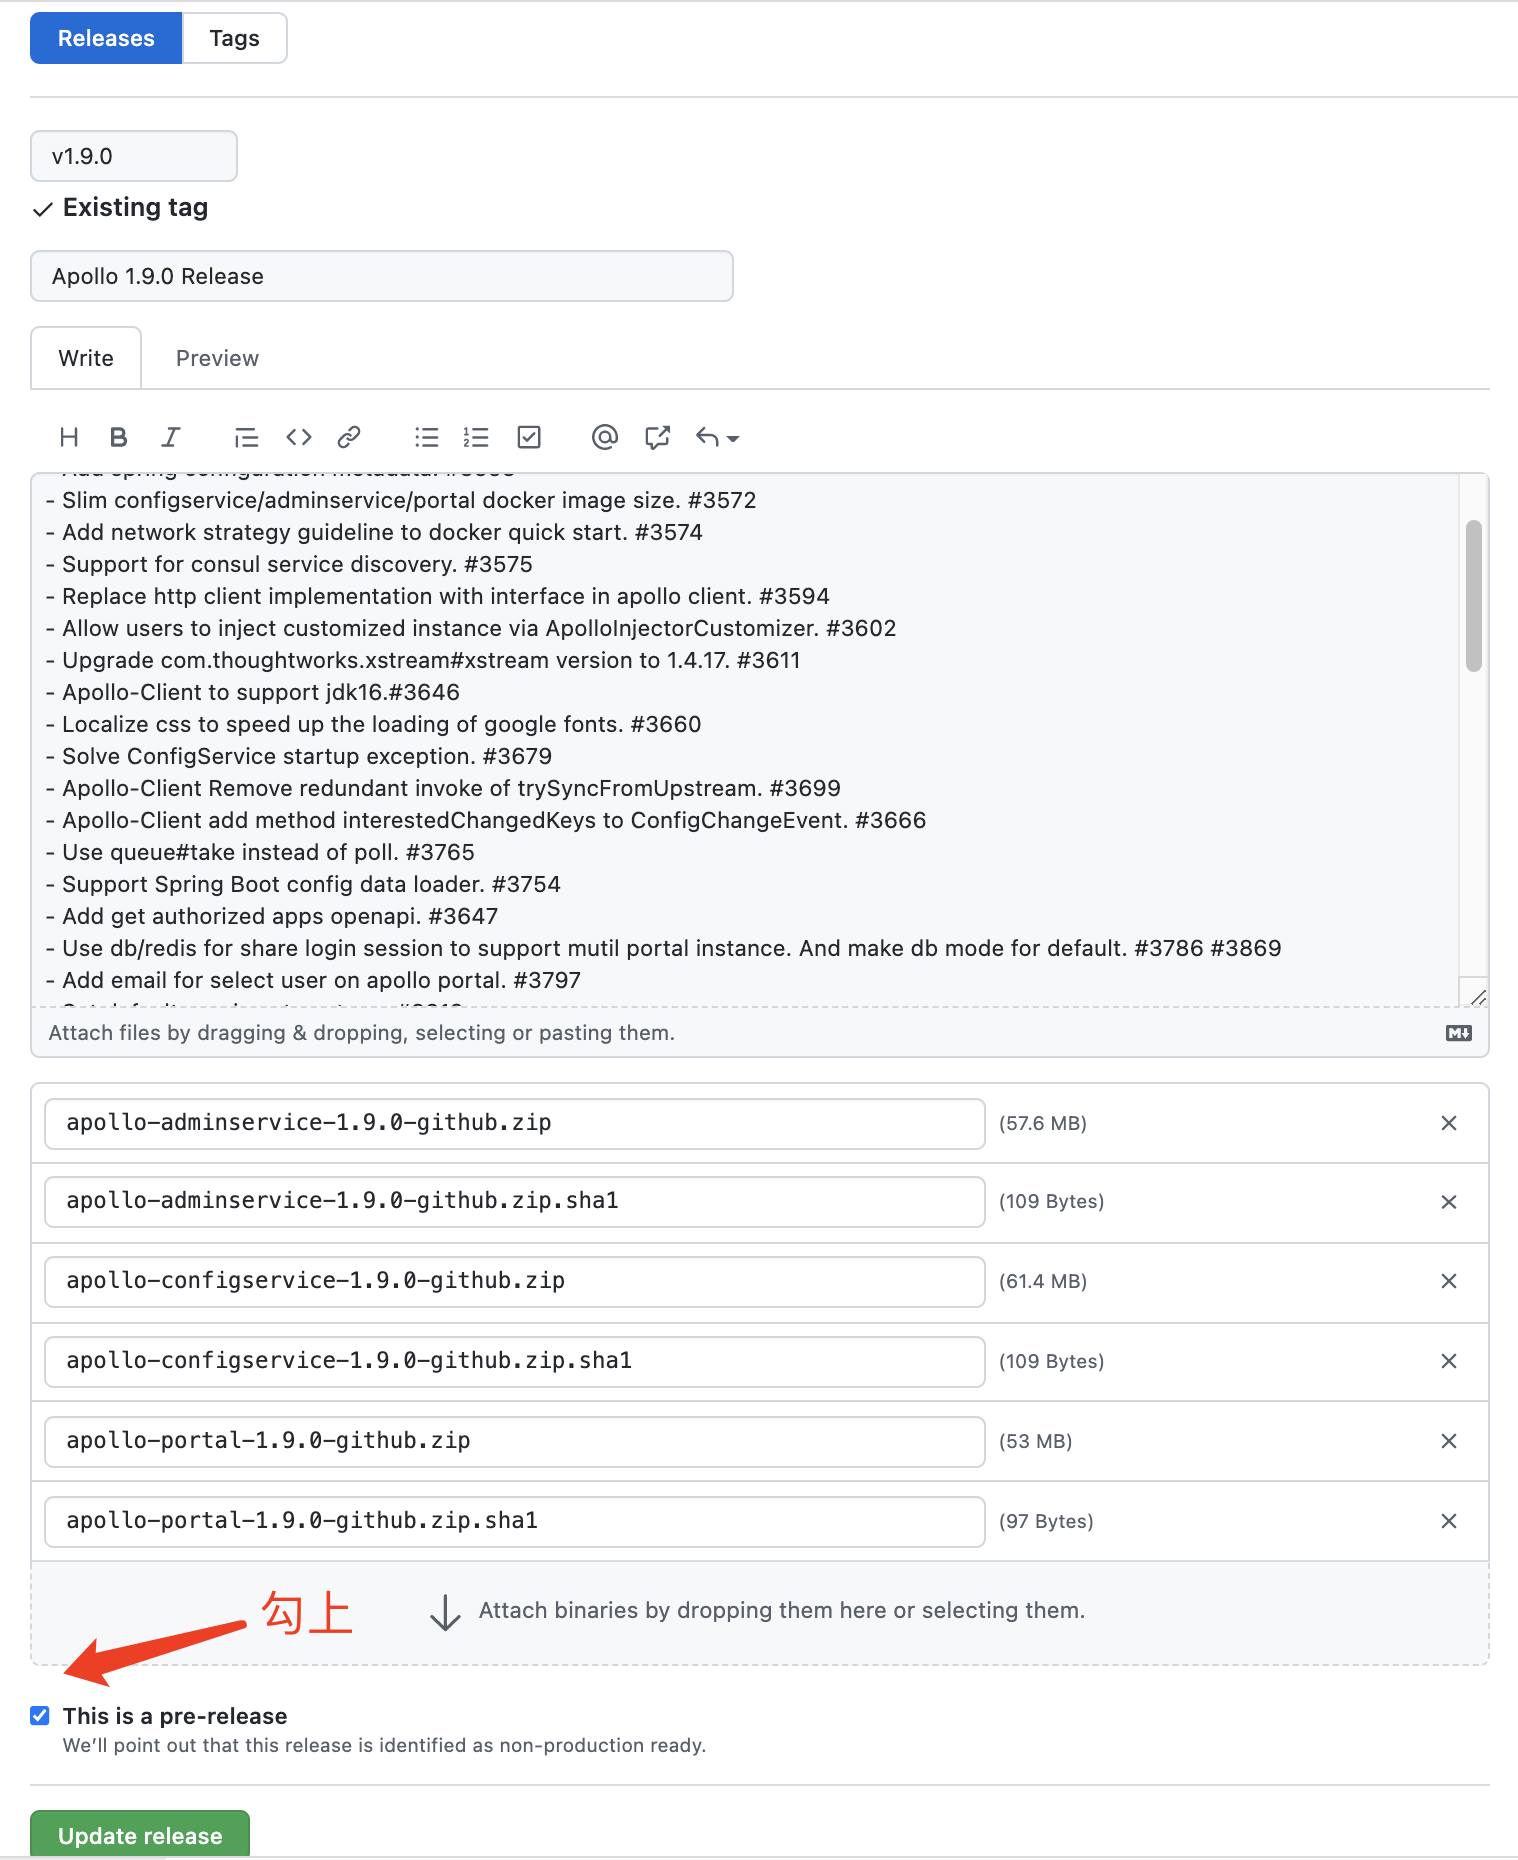 Releases Tags
v1.9.0
Existing tag
Apollo 1.9.0 Release
Write Preview
- Slim configservice/adminservice/portal docker image size. #3572
- Add network strategy guideline to docker quick start. #3574
- Support for consul service discovery. #3575
- Replace http client implementation with interface in apollo client. #3594
- Allow users to inject customized instance via ApolloInjectorCustomizer. #3602
- Upgrade com.thoughtworks.xstream#xstream version to 1.4.17. #3611
- Apollo-Client to support jdk16.#3646
- Localize css to speed up the loading of google fonts. #3660
- Solve ConfigService startup exception. #3679
- Apollo-Client Remove redundant invoke of trySyncFromUpstream. #3699
- Apollo-Client add method interestedChangedKeys to ConfigChangeEvent. #3666
- Use queue#take instead of poll. #3765
- Support Spring Boot config data loader. #3754
- Add get authorized apps openapi. #3647
- Use db/redis for share login session to support mutil portal instance. And make db mode for default. #3786 #3869
- Add email for select user on apollo portal. #3797
Attach files by dragging & dropping, selecting or pasting them.
apollo-adminservice-1.9.0-github.zip (57.6 MB)
apollo-adminservice-1.9.0-github.zip.sha1 (109 Bytes)
apollo-configservice-1.9.0-github.zip (61.4 MB)
apollo-configservice-1.9.0-github.zip.sha1 (109 Bytes)
apollo-portal-1.9.0-github.zip (53 MB)
apollo-portal-1.9.0-github.zip.sha1 (97 Bytes)
勾上 Attach binaries by dropping them here or selecting them.
This is a pre-release
We'll point out that this release is identified as non-production ready.
Update release